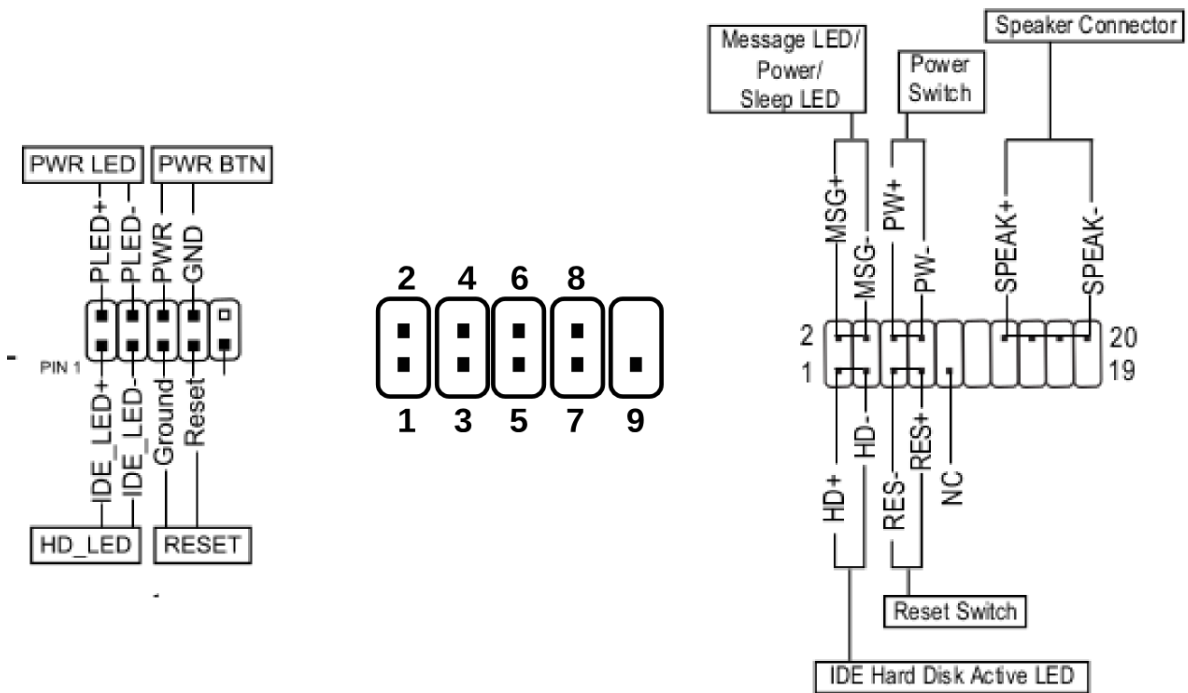 PWR LED
PWR BTN
PLED+
PLED-
PWR
GND
PIN 1
IDE_LED+
IDE_LED-
Ground
Reset
HD_LED
RESET
2 4 6 8
1 3 5 7 9
Message LED/
Power/
Sleep LED
Power
Switch
Speaker Connector
MSG+
MSG-
PW+
PW-
SPEAK+
SPEAK-
2 20
1 19
HD+
HD-
RES-
RES+
NC
Reset Switch
IDE Hard Disk Active LED